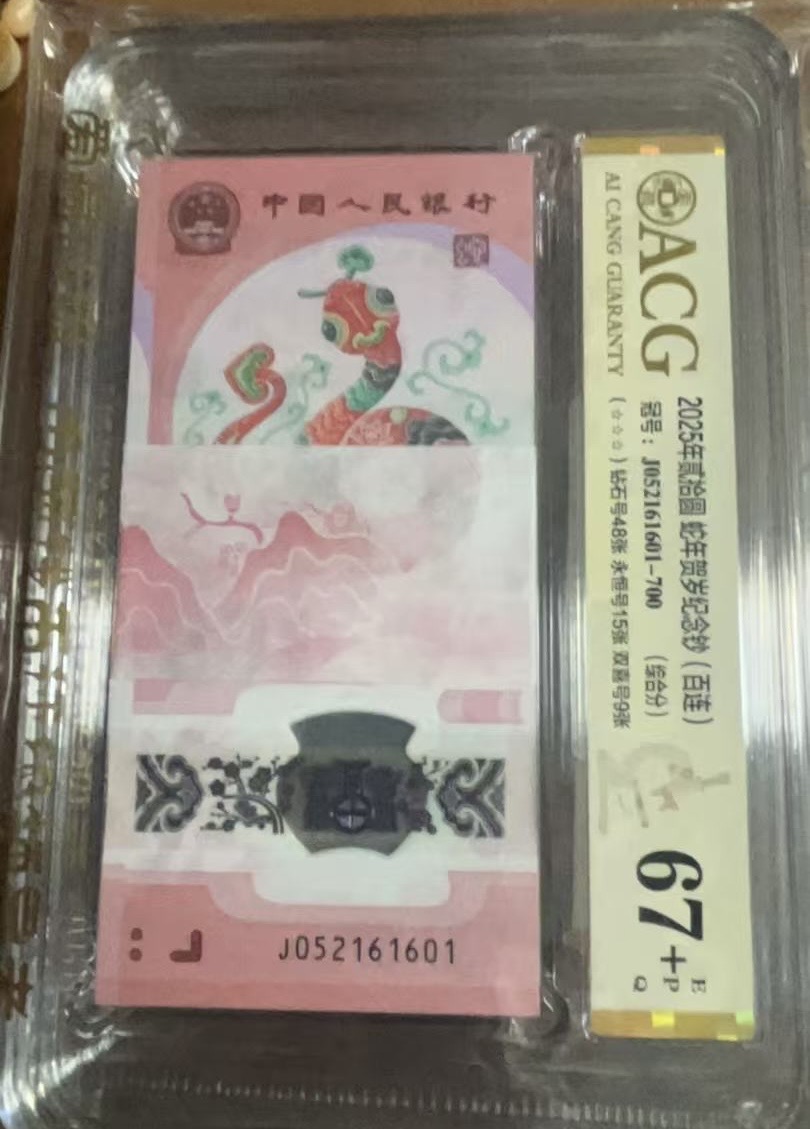 中国人民银行
J052161601
ACG
AI CANG GUARANTY
2025年贰拾圆 蛇年贺岁纪念钞（百连）
冠号：J052161601-700 （综合分）
（☆☆☆）钻石号48张 永恒号15张 双喜号9张
67+
E
P
Q